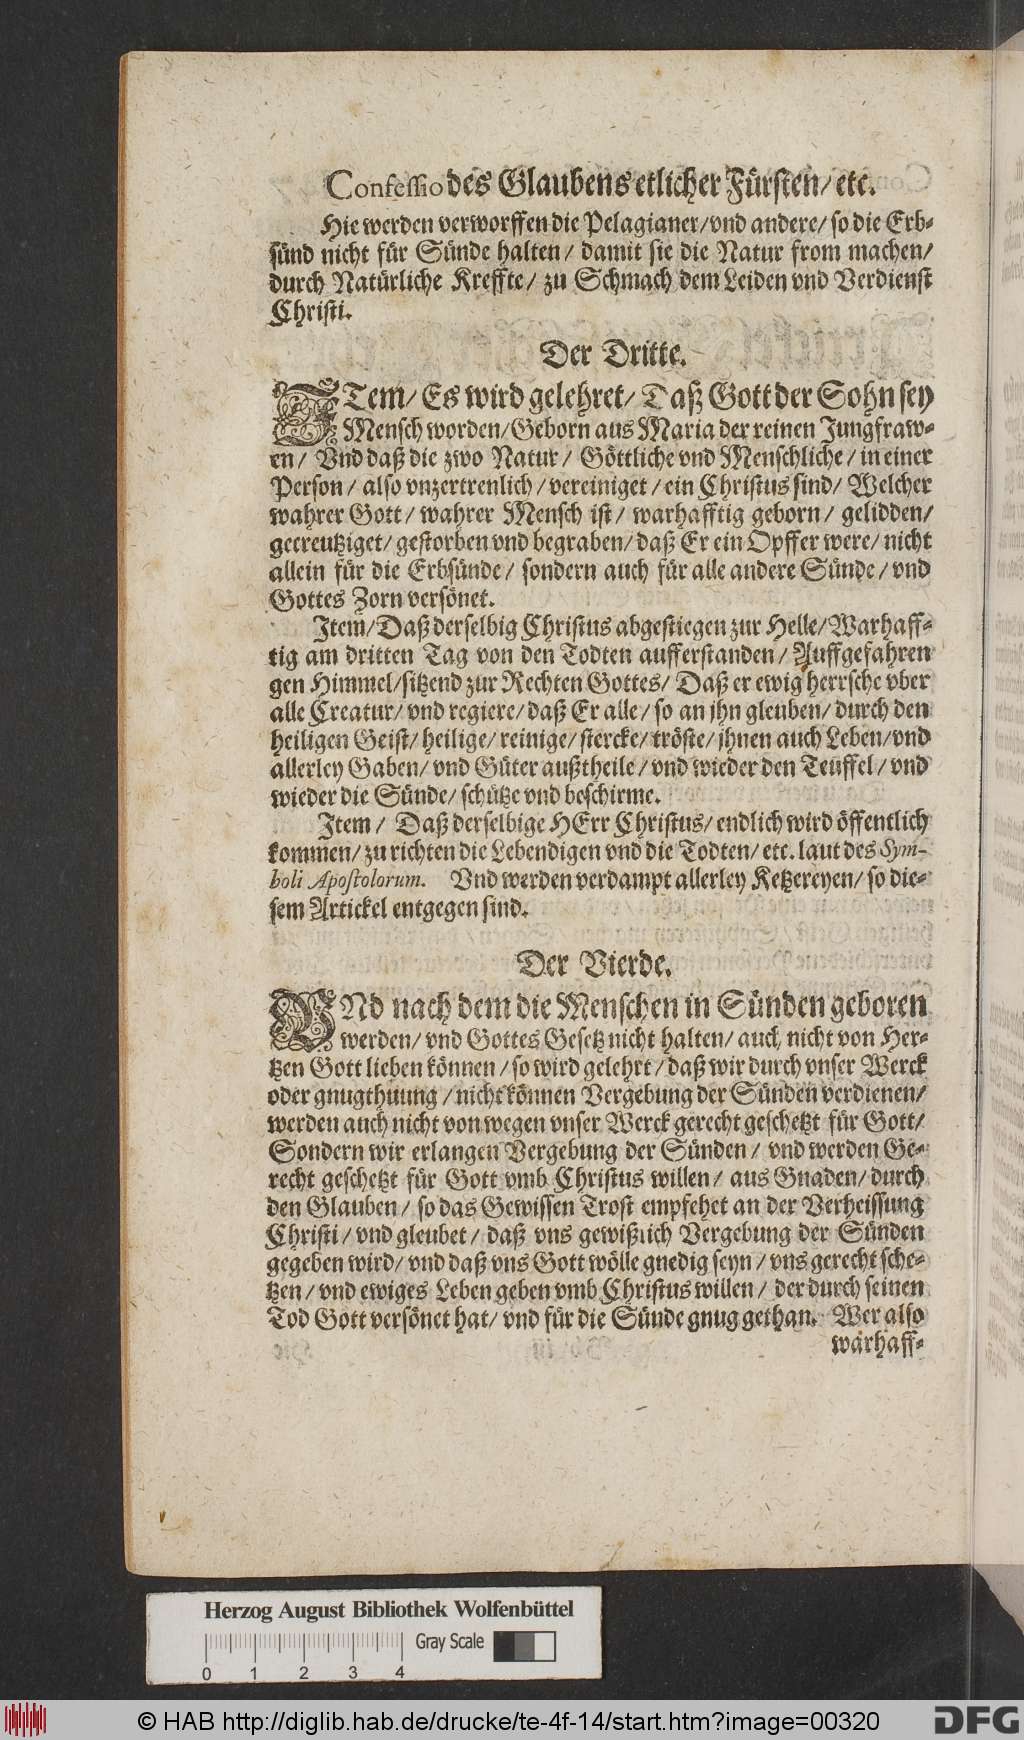 Confessio des Glaubens etlicher Fürsten/ etc.
Hie werden verworffen die Pelagianer/ vnd andere/ so die Erb-
sünd nicht für Sünde halten/ damit sie die Natur from machen/
durch Natürliche Kreffte/ zu Schmach dem Leiden vnd Verdienst
Christi.
Der Dritte.
ITem/ Es wird gelehret/ Daß Gott der Sohn sey
Mensch worden/ Geborn aus Maria der reinen Jungfraw-
en/ Vnd daß die zwo Natur/ Göttliche vnd Menschliche/ in einer
Person/ also vnzertrenlich/ vereiniget/ ein Christus sind/ Welcher
wahrer Gott/ wahrer Mensch ist/ warhafftig geborn/ gelidden/
gecreutziget/ gestorben vnd begraben/ daß Er ein Opffer were/ nicht
allein für die Erbsünde/ sondern auch für alle andere Sünde/ vnd
Gottes Zorn versönet.
Item/ Daß derselbig Christus abgestiegen zur Helle/ Warhaff-
tig am dritten Tag von den Todten aufferstanden/ Auffgefahren
gen Himmel/ sitzend zur Rechten Gottes/ Daß er ewig herrsche vber
alle Creatur/ vnd regiere/ daß Er alle/ so an jhn gleuben/ durch den
heiligen Geist/ heilige/ reinige/ stercke/ tröste/ jhnen auch Leben/ vnd
allerley Gaben/ vnd Güter außtheile/ vnd wieder den Teuffel/ vnd
wieder die Sünde/ schütze vnd beschirme.
Item/ Daß derselbige HErr Christus/ endlich wird öffentlich
kommen/ zu richten die Lebendigen vnd die Todten/ etc. laut des Sym-
boli Apostolorum. Vnd werden verdampt allerley Ketzereyen/ so die-
sem Artickel entgegen sind.
Der Vierde.
VNd nach dem die Menschen in Sünden geboren
werden/ vnd Gottes Gesetz nicht halten/ auch nicht von Her-
tzen Gott lieben können/ so wird gelehrt/ daß wir durch vnser Werck
oder gnugthuung/ nicht können Vergebung der Sünden verdienen/
werden auch nicht von wegen vnser Werck gerecht geschetzt für Gott/
Sondern wir erlangen Vergebung der Sünden/ vnd werden Ge-
recht geschetzt für Gott vmb Christus willen/ aus Gnaden/ durch
den Glauben/ so das Gewissen Trost empfehet an der Verheissung
Christi/ vnd gleubet/ daß vns gewißlich Vergebung der Sünden
gegeben wird/ vnd daß vns Gott wölle gnedig seyn/ vns gerecht sche-
tzen/ vnd ewiges Leben geben vmb Christus willen/ der durch seinen
Tod Gott versönet hat/ vnd für die Sünde gnug gethan. Wer also
warhaff-
Herzog August Bibliothek Wolfenbüttel
Gray Scale
0 1 2 3 4
© HAB http://diglib.hab.de/drucke/te-4f-14/start.htm?image=00320
DFG